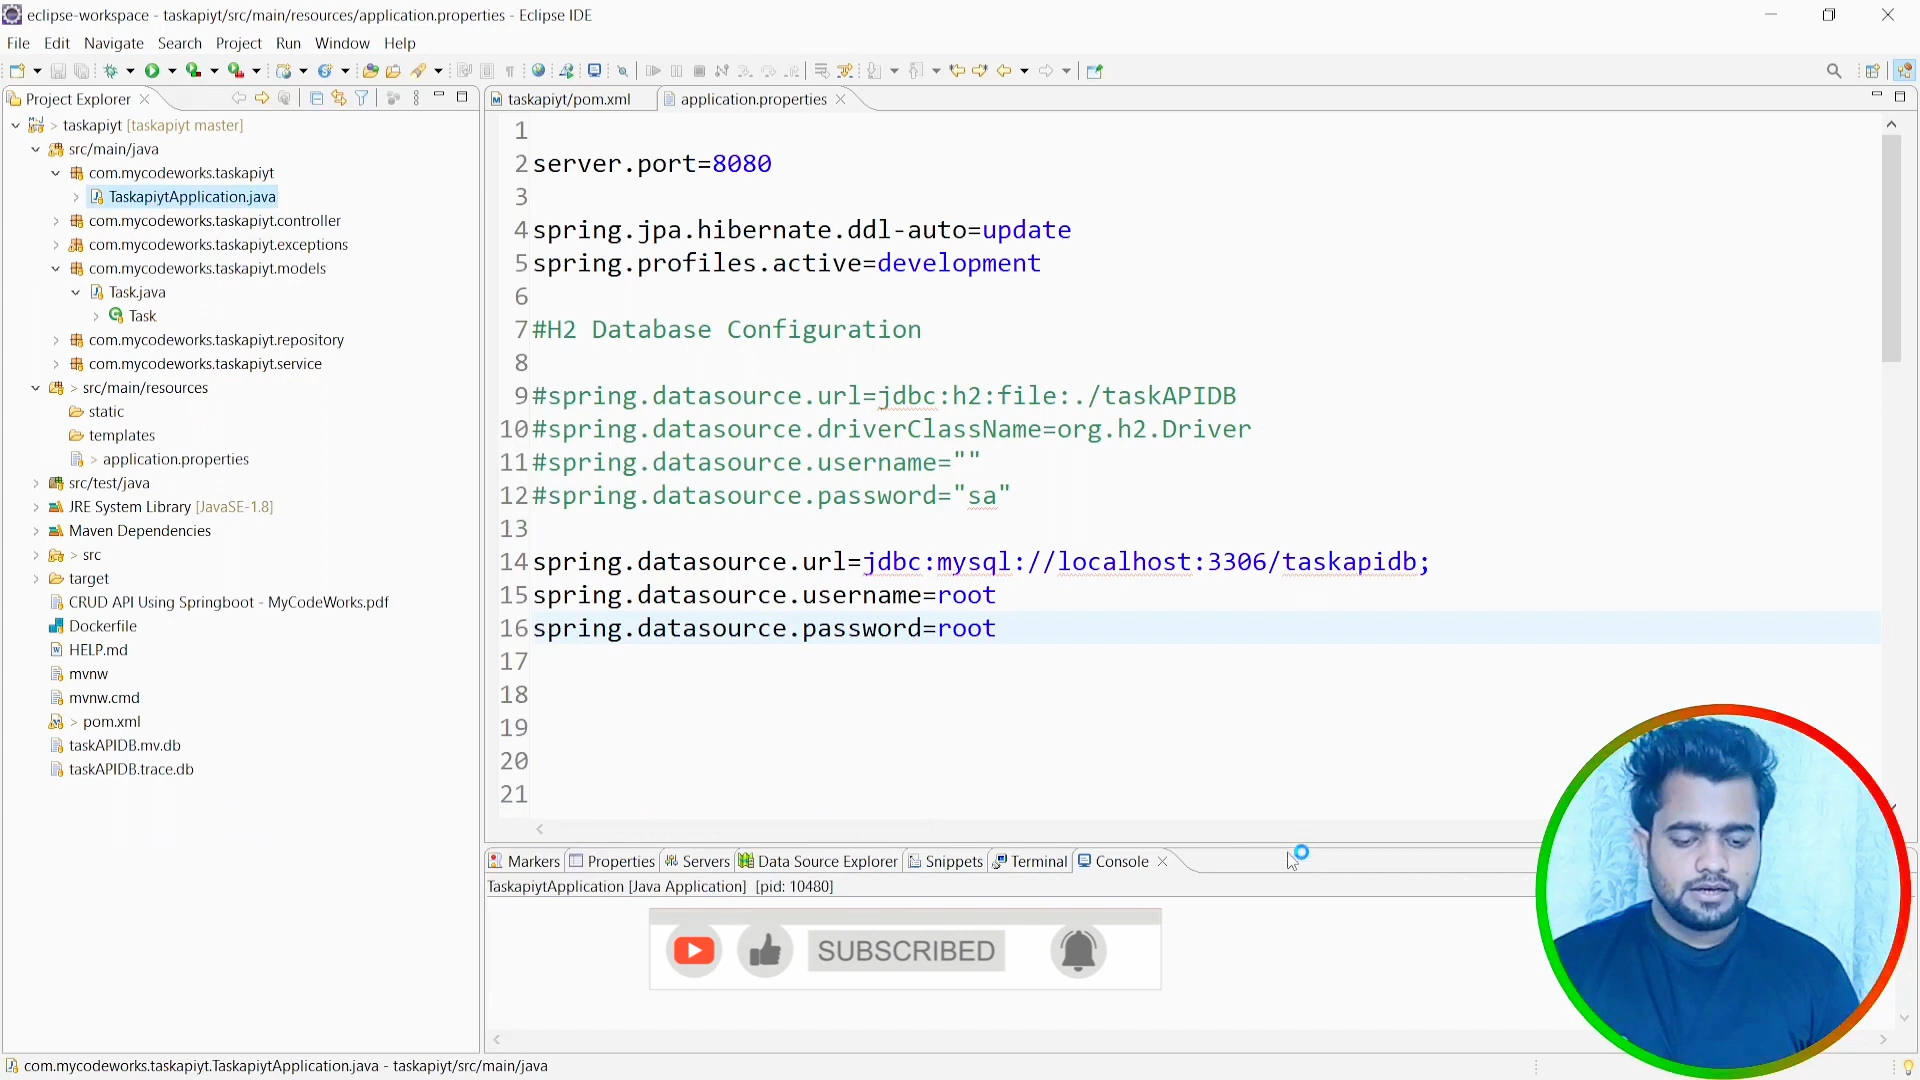 eclipse-workspace - taskapiyt/src/main/resources/application.properties - Eclipse IDE
File Edit Navigate Search Project Run Window Help
Project Explorer
taskapiyt/pom.xml
application.properties
> taskapiyt [taskapiyt master]
src/main/java
com.mycodeworks.taskapiyt
TaskapiytApplication.java
com.mycodeworks.taskapiyt.controller
com.mycodeworks.taskapiyt.exceptions
com.mycodeworks.taskapiyt.models
Task.java
Task
com.mycodeworks.taskapiyt.repository
com.mycodeworks.taskapiyt.service
> src/main/resources
static
templates
> application.properties
src/test/java
JRE System Library [JavaSE-1.8]
Maven Dependencies
> src
target
CRUD API Using Springboot - MyCodeWorks.pdf
Dockerfile
HELP.md
mvnw
mvnw.cmd
> pom.xml
taskAPIDB.mv.db
taskAPIDB.trace.db
1
2 server.port=8080
3
4 spring.jpa.hibernate.ddl-auto=update
5 spring.profiles.active=development
6
7 #H2 Database Configuration
8
9 #spring.datasource.url=jdbc:h2:file:./taskAPIDB
10 #spring.datasource.driverClassName=org.h2.Driver
11 #spring.datasource.username=""
12 #spring.datasource.password="sa"
13
14 spring.datasource.url=jdbc:mysql://localhost:3306/taskapidb;
15 spring.datasource.username=root
16 spring.datasource.password=root
17
18
19
20
21
Markers Properties Servers Data Source Explorer Snippets Terminal Console
TaskapiytApplication [Java Application] [pid: 10480]
SUBSCRIBED
com.mycodeworks.taskapiyt.TaskapiytApplication.java - taskapiyt/src/main/java